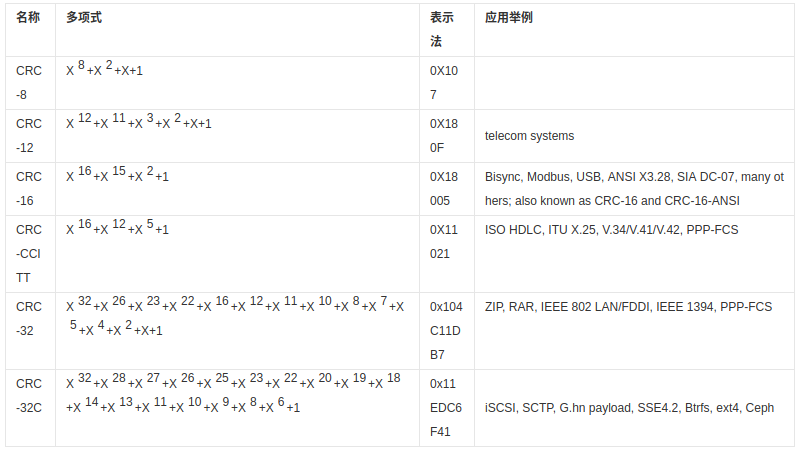 名称 多项式 表示法 应用举例
CRC-8 X 8+X 2+X+1 0X107
CRC-12 X 12+X 11+X 3+X 2+X+1 0X180F telecom systems
CRC-16 X 16+X 15+X 2+1 0X18005 Bisync, Modbus, USB, ANSI X3.28, SIA DC-07, many ot
hers; also known as CRC-16 and CRC-16-ANSI
CRC-CCITT X 16+X 12+X 5+1 0X11021 ISO HDLC, ITU X.25, V.34/V.41/V.42, PPP-FCS
CRC-32 X 32+X 26+X 23+X 22+X 16+X 12+X 11+X 10+X 8+X 7+X
5+X 4+X 2+X+1 0x104C11DB7 ZIP, RAR, IEEE 802 LAN/FDDI, IEEE 1394, PPP-FCS
CRC-32C X 32+X 28+X 27+X 26+X 25+X 23+X 22+X 20+X 19+X 18
+X 14+X 13+X 11+X 10+X 9+X 8+X 6+1 0x11EDC6F41 iSCSI, SCTP, G.hn payload, SSE4.2, Btrfs, ext4, Ceph